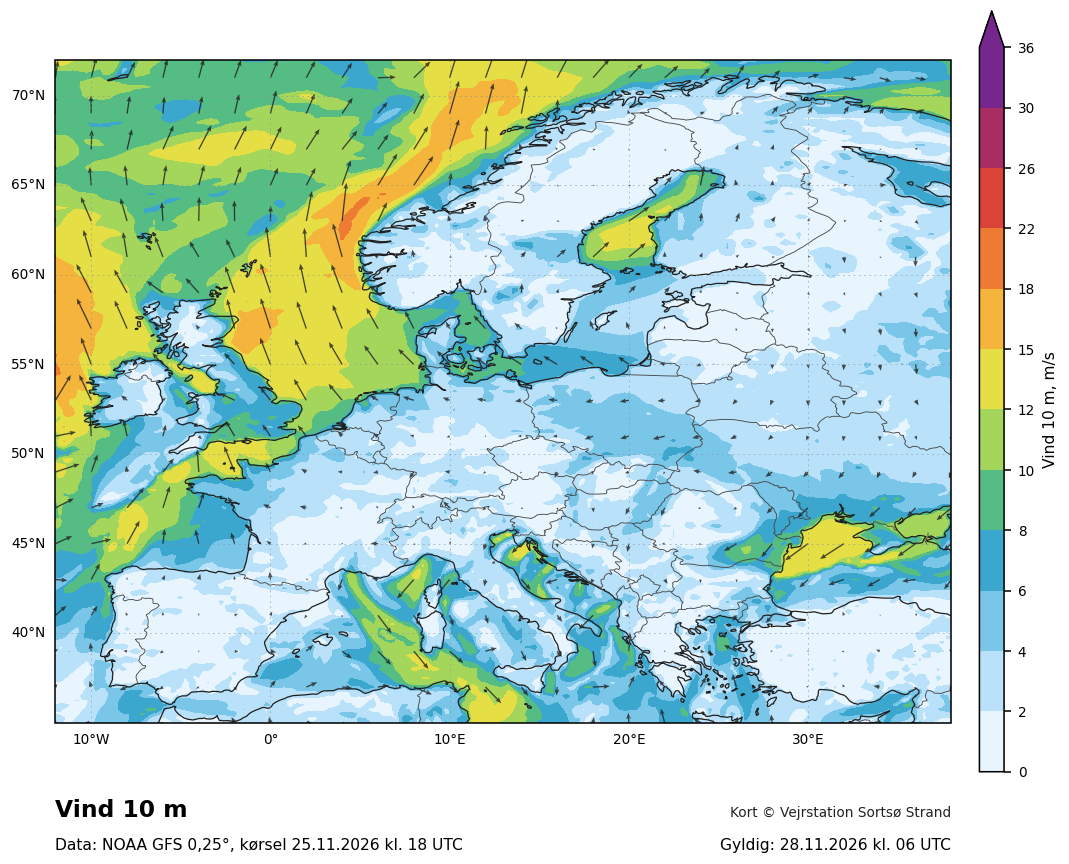 36
30
26
22
18
15
12
10
8
6
4
2
0
Vind 10 m, m/s
70°N
65°N
60°N
55°N
50°N
45°N
40°N
10°W
0°
10°E
20°E
30°E
Vind 10 m
Kort © Vejrstation Sortsø Strand
Data: NOAA GFS 0,25°, kørsel 25.11.2026 kl. 18 UTC
Gyldig: 28.11.2026 kl. 06 UTC